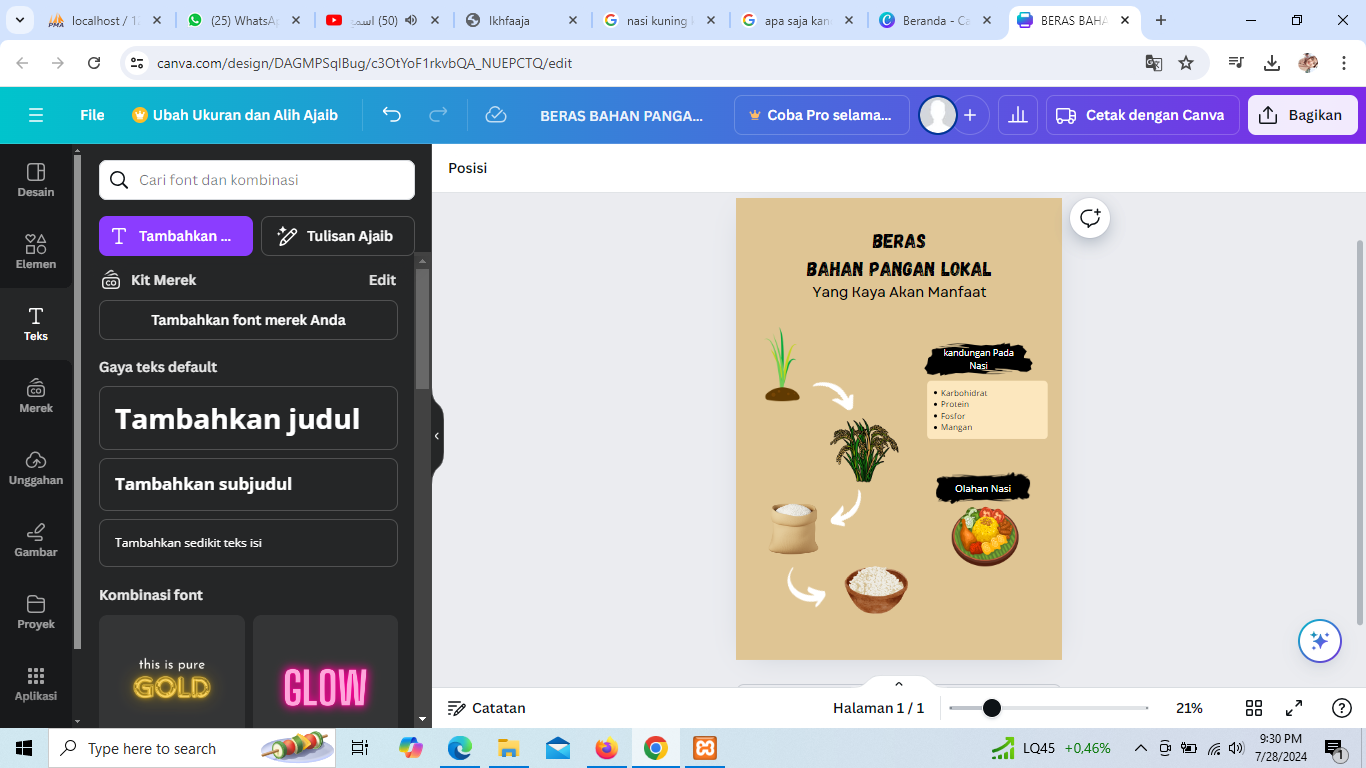 localhost / 12
(25) WhatsA
(50) اسمه
Ikhfaaja
nasi kuning
apa saja kan
Beranda - Ca
BERAS BAHA
canva.com/design/DAGMPSqIBug/c3OtYoF1rkvbQA_NUEPCTQ/edit
File
Ubah Ukuran dan Alih Ajaib
BERAS BAHAN PANGA...
Coba Pro selama...
Cetak dengan Canva
Bagikan
Desain
Elemen
Teks
Merek
Unggahan
Gambar
Proyek
Aplikasi
Cari font dan kombinasi
Tambahkan ...
Tulisan Ajaib
Kit Merek
Edit
Tambahkan font merek Anda
Gaya teks default
Tambahkan judul
Tambahkan subjudul
Tambahkan sedikit teks isi
Kombinasi font
this is pure
GOLD
GLOW
Posisi
BERAS
BAHAN PANGAN LOKAL
Yang Kaya Akan Manfaat
kandungan Pada
Nasi
Karbohidrat
Protein
Fosfor
Mangan
Olahan Nasi
Catatan
Halaman 1 / 1
21%
Type here to search
LQ45 +0,46%
9:30 PM
7/28/2024
1